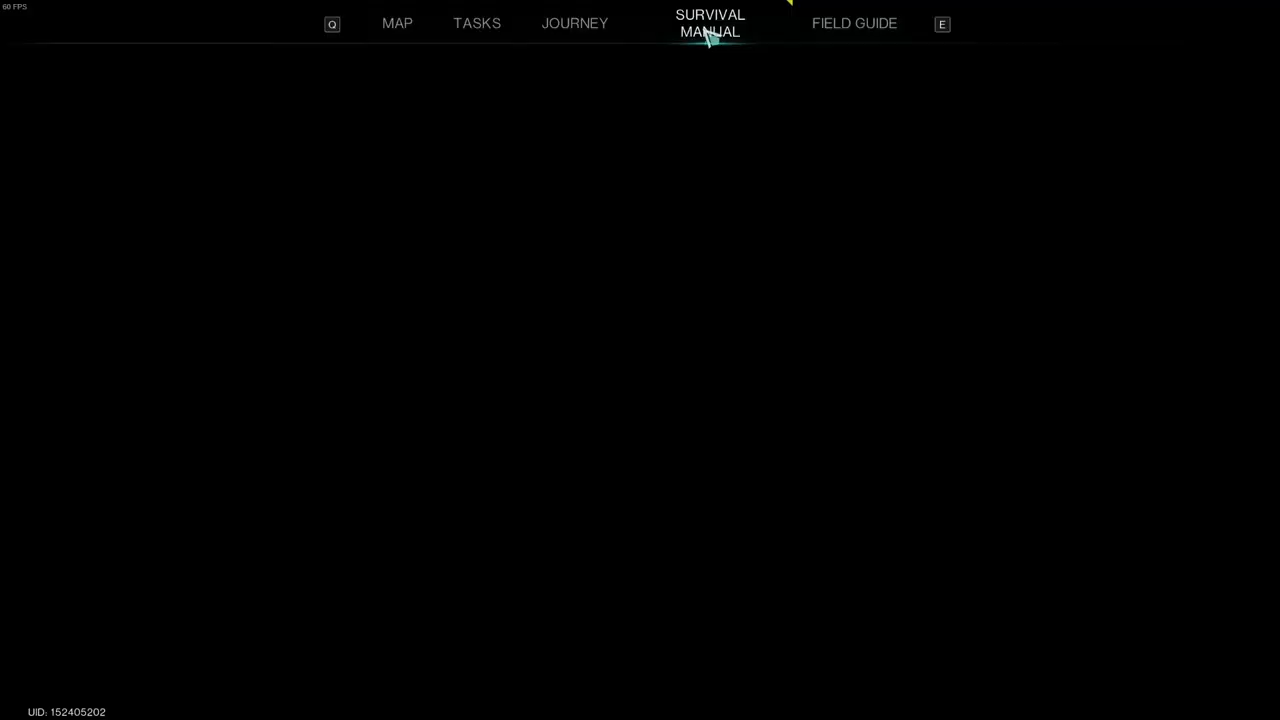 60 FPS
Q MAP TASKS JOURNEY SURVIVAL MANUAL FIELD GUIDE E
UID: 152405202